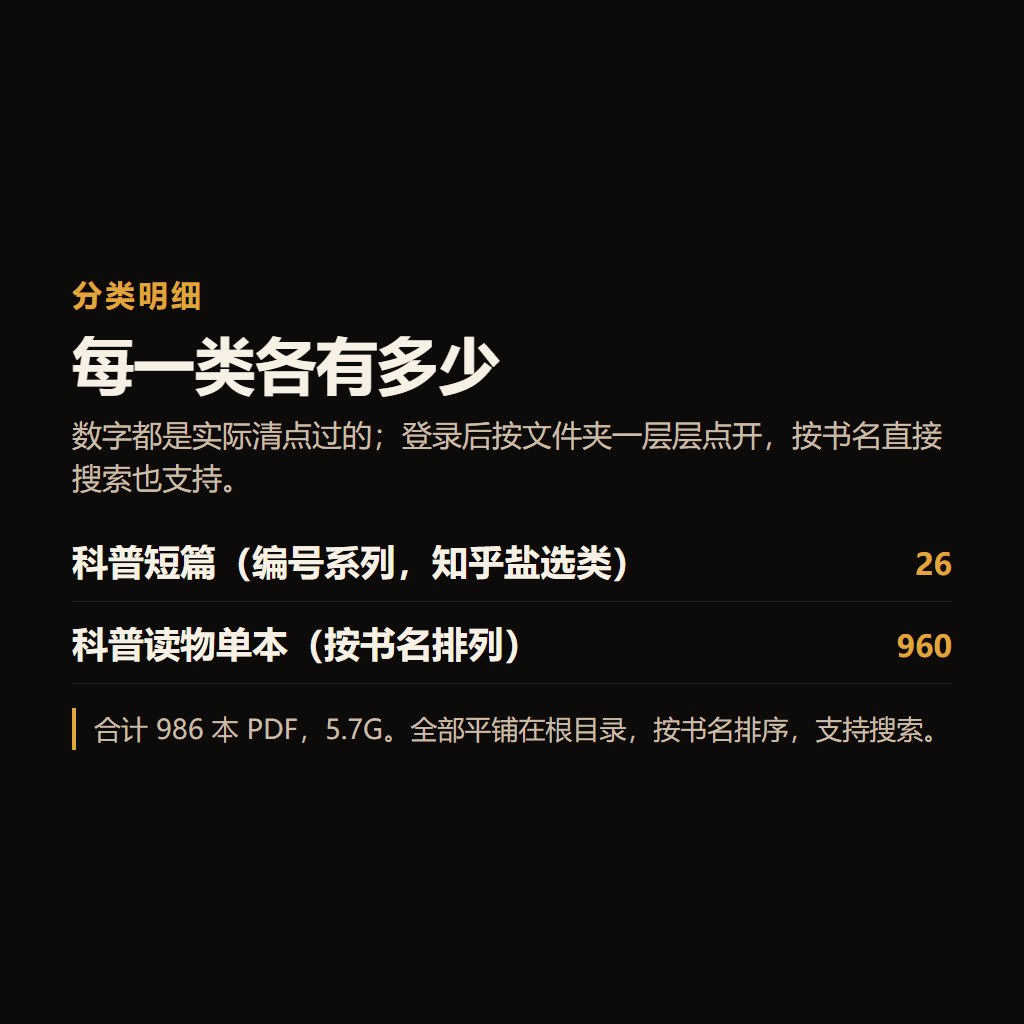 分类明细
每一类各有多少
数字都是实际清点过的；登录后按文件夹一层层点开，按书名直接
搜索也支持。
科普短篇（编号系列，知乎盐选类） 26
科普读物单本（按书名排列） 960
合计 986 本 PDF，5.7G。全部平铺在根目录，按书名排序，支持搜索。